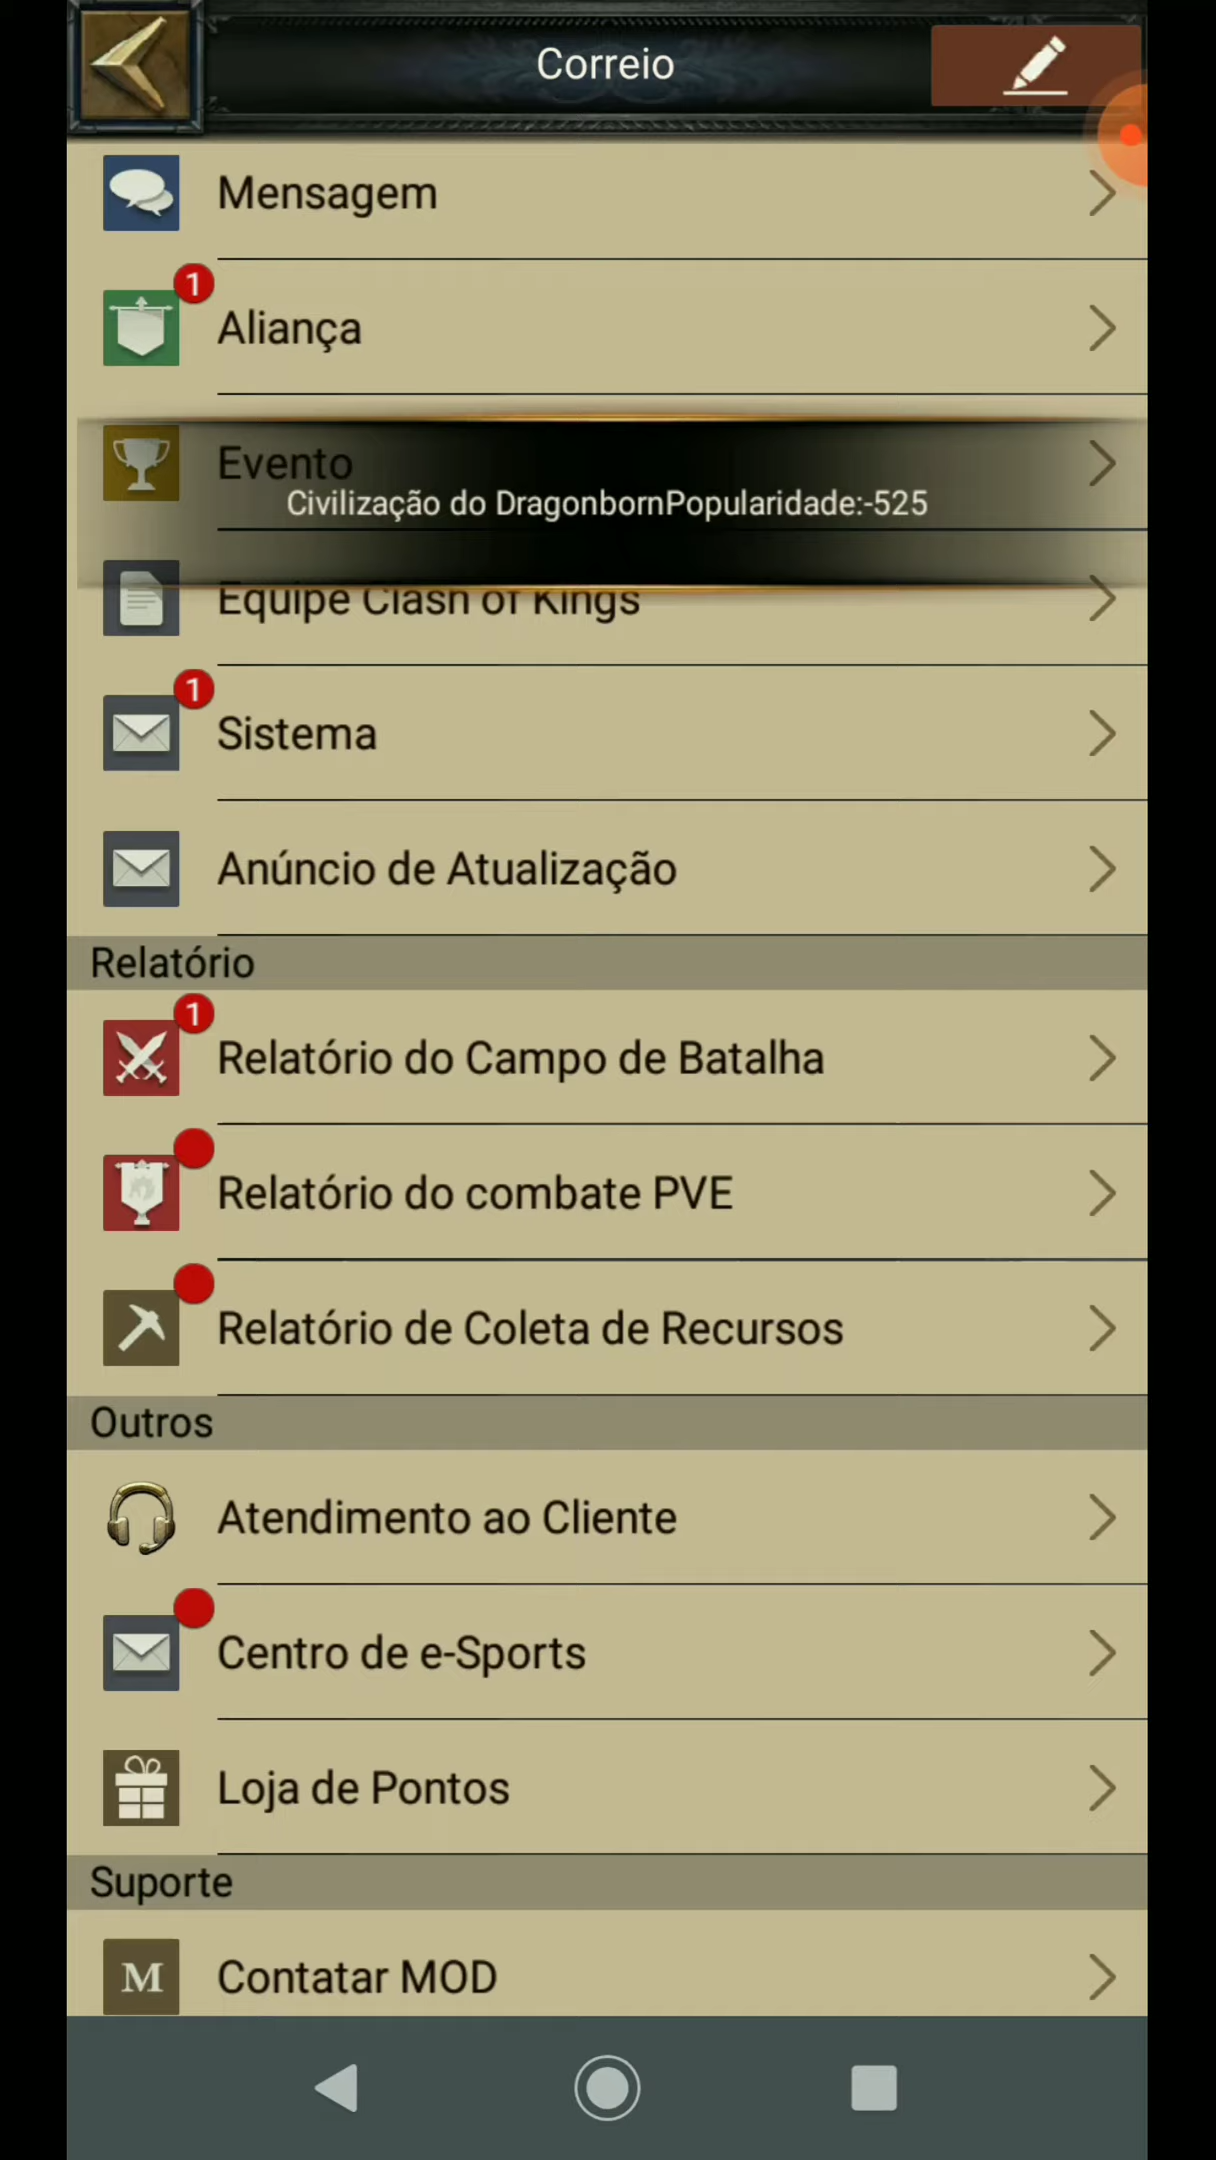 Correio
Mensagem
1
Aliança
Evento
Civilização do DragonbornPopularidade:-525
Equipe Clash of Kings
1
Sistema
Anúncio de Atualização
Relatório
1
Relatório do Campo de Batalha
Relatório do combate PVE
Relatório de Coleta de Recursos
Outros
Atendimento ao Cliente
Centro de e-Sports
Loja de Pontos
Suporte
M
Contatar MOD